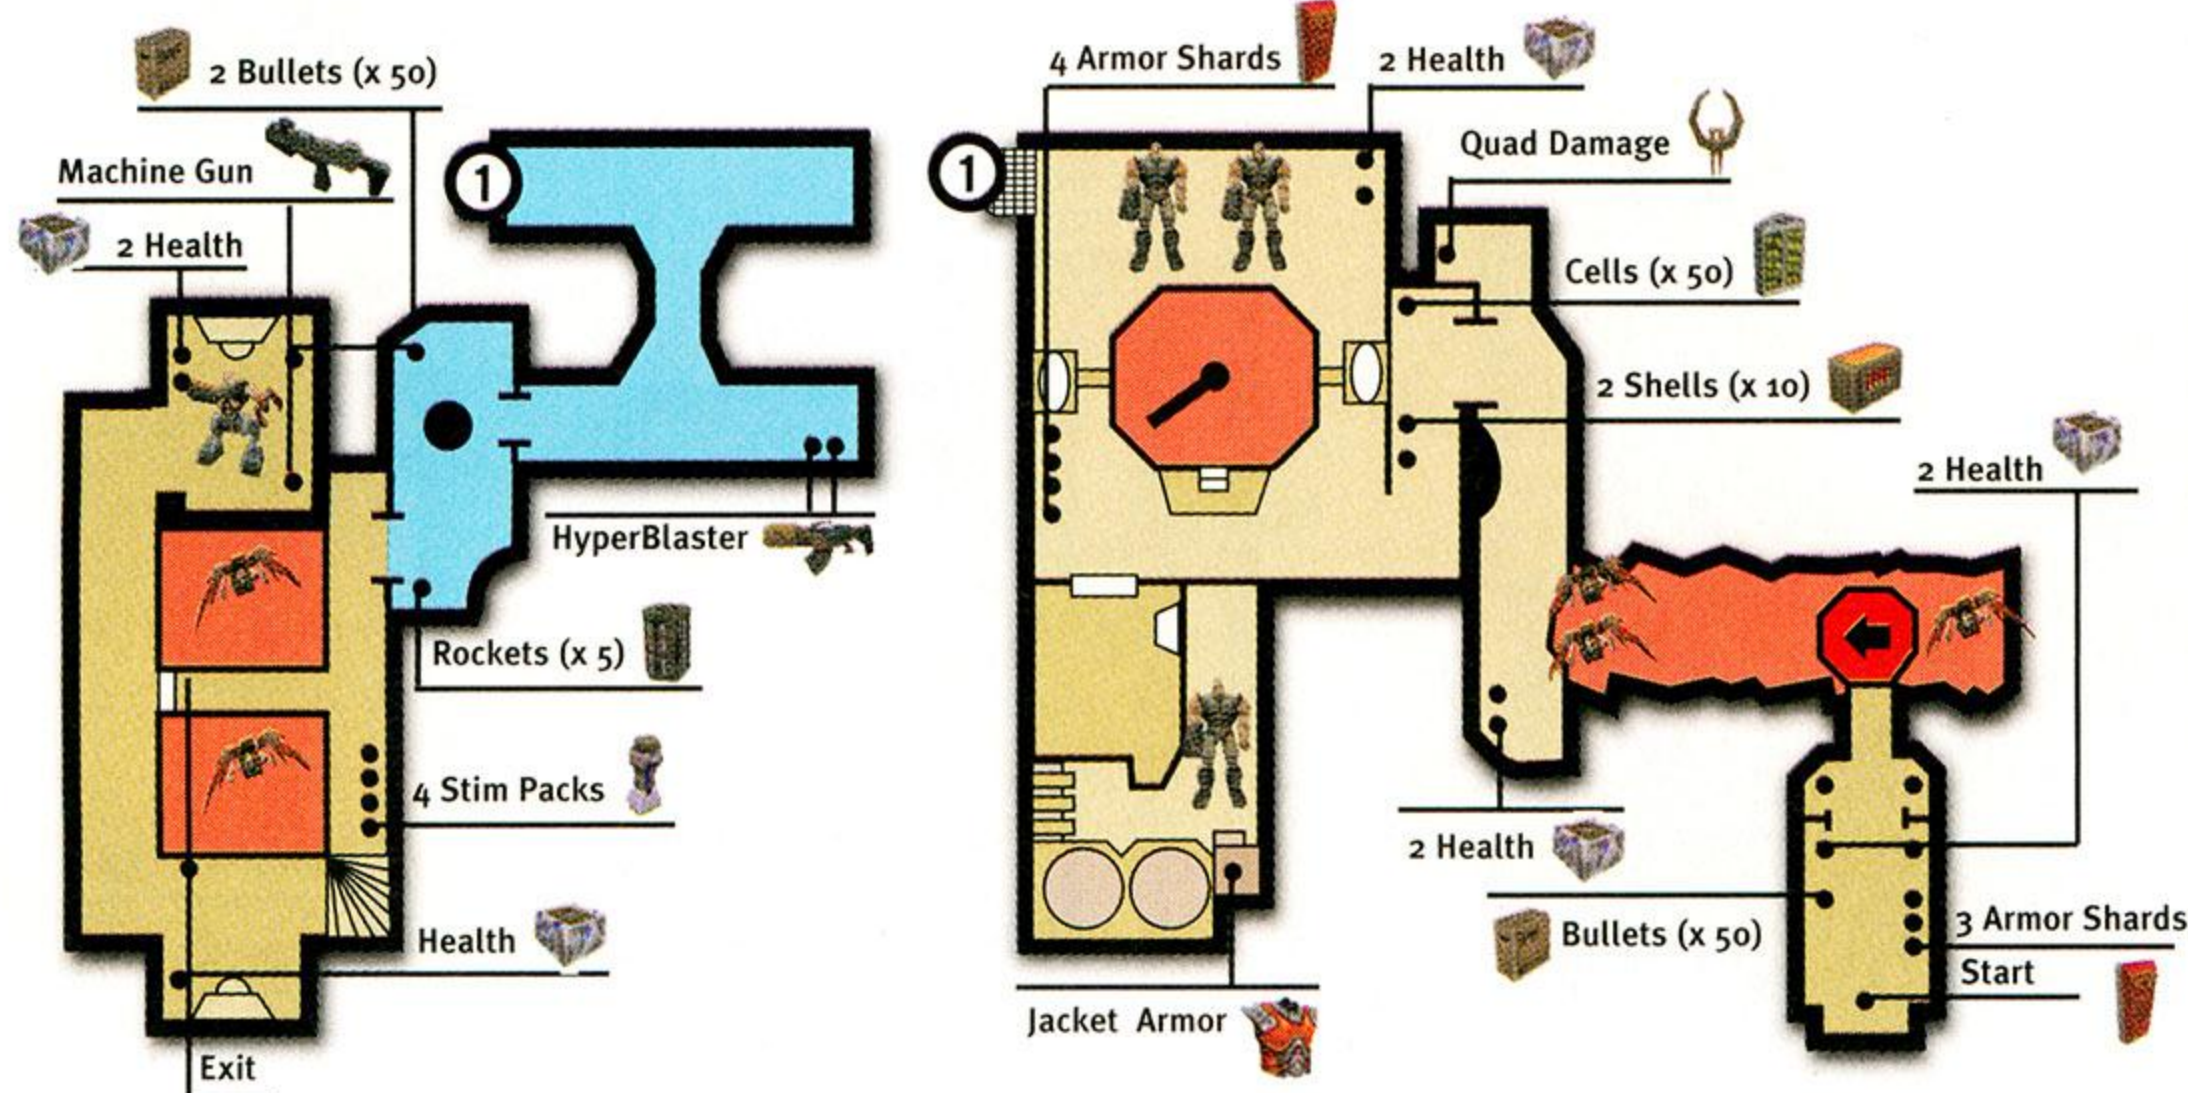 2 Bullets (x 50)
Machine Gun
2 Health
1
HyperBlaster
Rockets (x 5)
4 Stim Packs
Health
Exit
4 Armor Shards
2 Health
1
Quad Damage
Cells (x 50)
2 Shells (x 10)
2 Health
2 Health
Bullets (x 50)
3 Armor Shards
Start
Jacket Armor